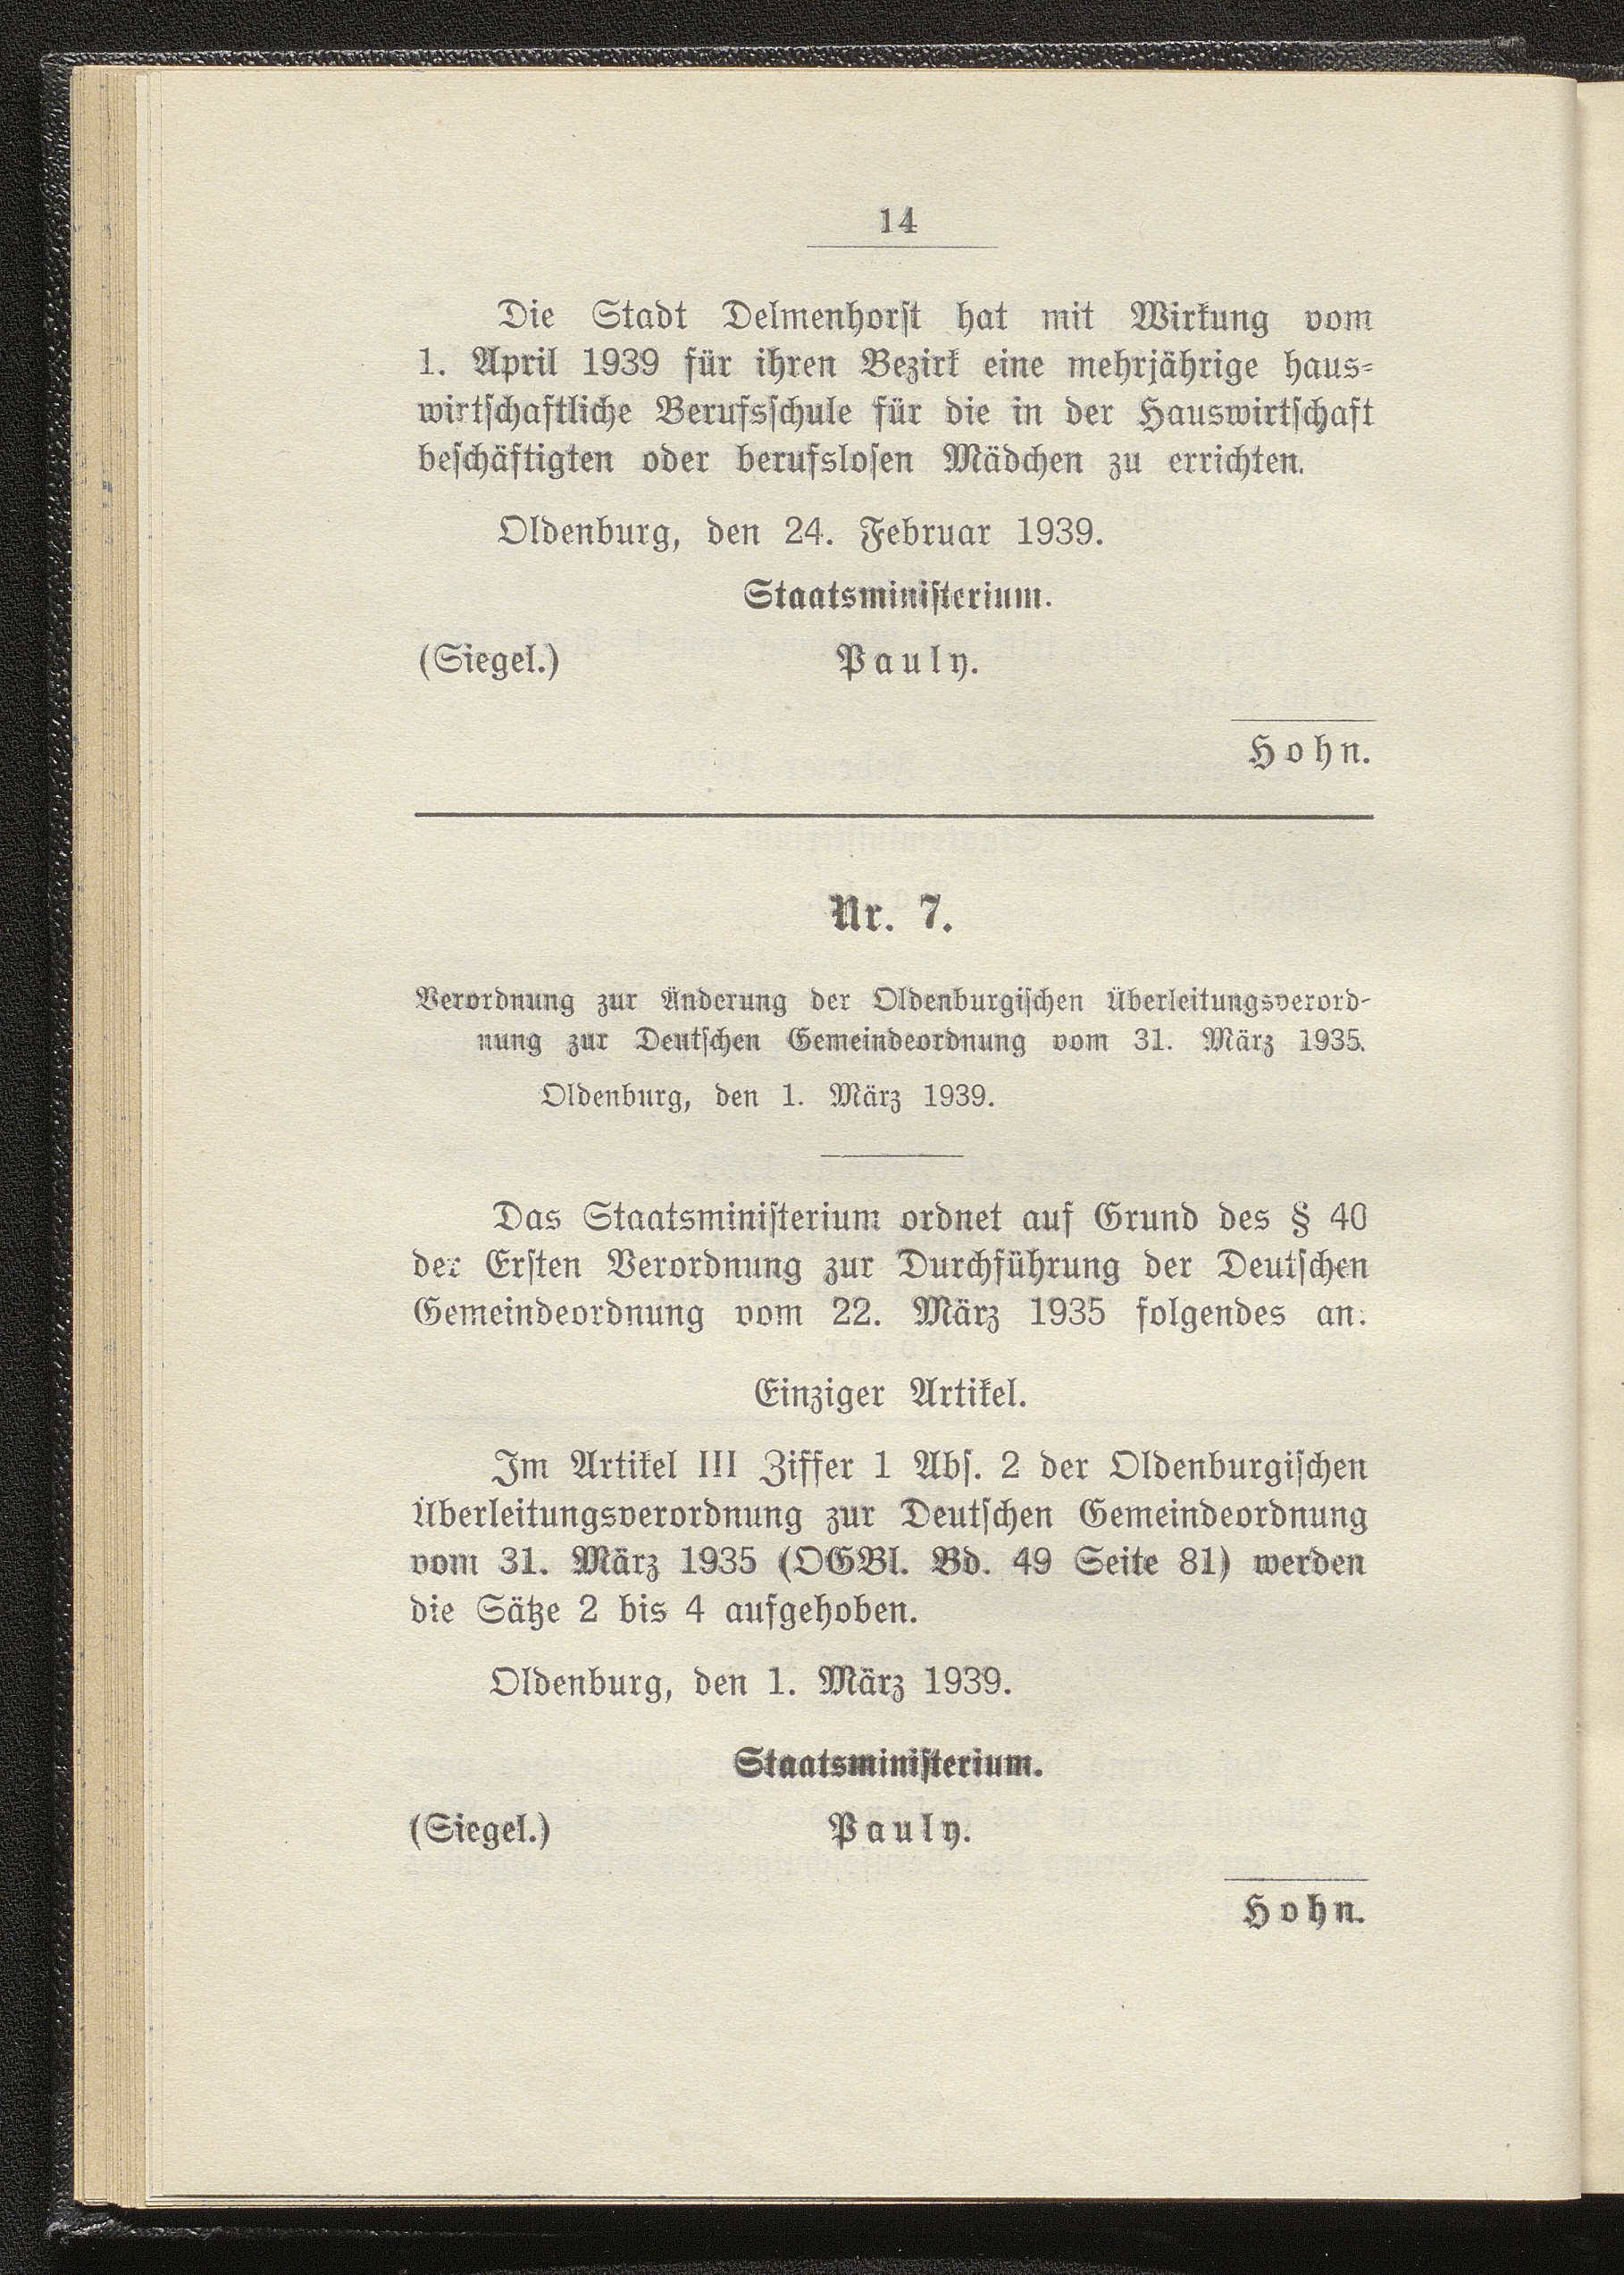 14
Die Stadt Delmenhorst hat mit Wirkung vom
1. April 1939 für ihren Bezirk eine mehrjährige haus-
wirtschaftliche Berufsschule für die in der Hauswirtschaft
beschäftigten oder berufslosen Mädchen zu errichten.
Oldenburg, den 24. Februar 1939.
Staatsministerium.
(Siegel.) Pauly.
Hohn.
Nr. 7.
Verordnung zur Änderung der Oldenburgischen Überleitungsverord-
nung zur Deutschen Gemeindeordnung vom 31. März 1935.
Oldenburg, den 1. März 1939.
Das Staatsministerium ordnet auf Grund des § 40
der Ersten Verordnung zur Durchführung der Deutschen
Gemeindeordnung vom 22. März 1935 folgendes an:
Einziger Artikel.
Im Artikel III Ziffer 1 Abs. 2 der Oldenburgischen
Überleitungsverordnung zur Deutschen Gemeindeordnung
vom 31. März 1935 (OGBl. Bd. 49 Seite 81) werden
die Sätze 2 bis 4 aufgehoben.
Oldenburg, den 1. März 1939.
Staatsministerium.
(Siegel.) Pauly.
Hohn.